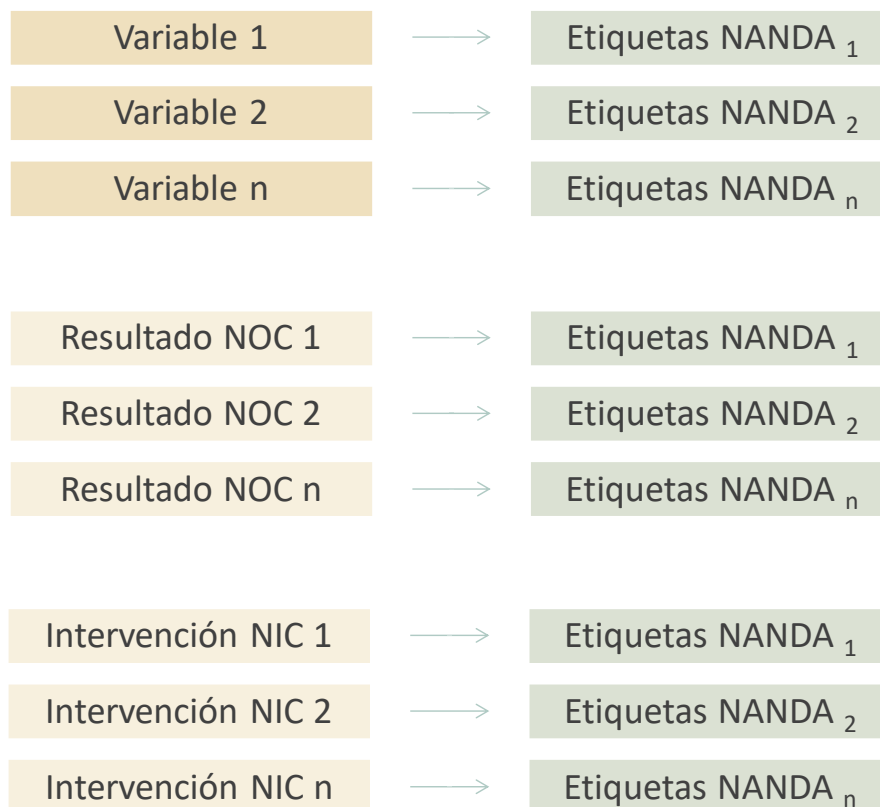 Variable 1 Etiquetas NANDA 1
Variable 2 Etiquetas NANDA 2
Variable n Etiquetas NANDA n
Resultado NOC 1 Etiquetas NANDA 1
Resultado NOC 2 Etiquetas NANDA 2
Resultado NOC n Etiquetas NANDA n
Intervención NIC 1 Etiquetas NANDA 1
Intervención NIC 2 Etiquetas NANDA 2
Intervención NIC n Etiquetas NANDA n